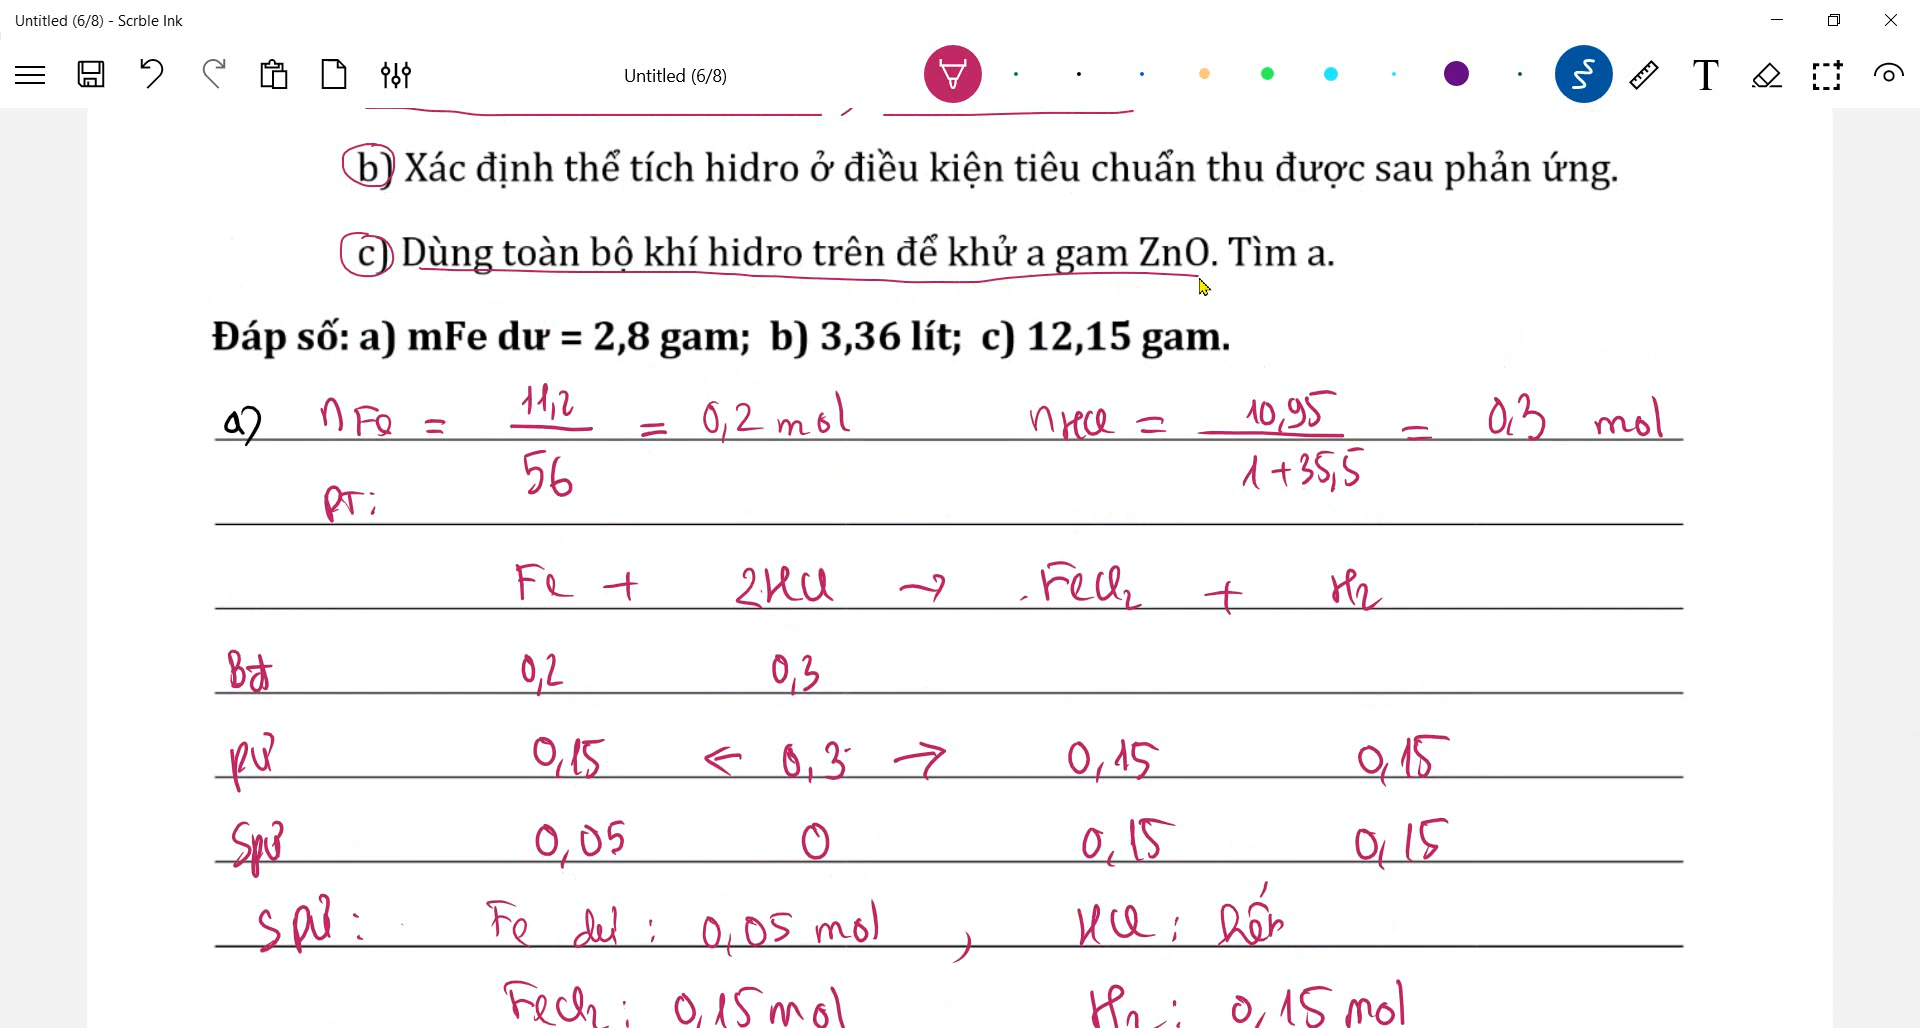 Untitled (6/8) - Scrble Ink
Untitled (6/8)
T
b) Xác định thể tích hidro ở điều kiện tiêu chuẩn thu được sau phản ứng.
c) Dùng toàn bộ khí hidro trên để khử a gam ZnO. Tìm a.
Đáp số: a) mFe dư = 2,8 gam; b) 3,36 lít; c) 12,15 gam.
a) nFe = 11,2 / 56 = 0,2 mol nHCl = 10,95 / 1+35,5 = 0,3 mol
PT:
Fe + 2HCl → FeCl₂ + H₂
Bđ 0,2 0,3
pư 0,15 ← 0,3 → 0,15 0,15
Spư 0,05 0 0,15 0,15
Spư: Fe dư: 0,05 mol, HCl: hết
FeCl₂: 0,15 mol H₂: 0,15 mol